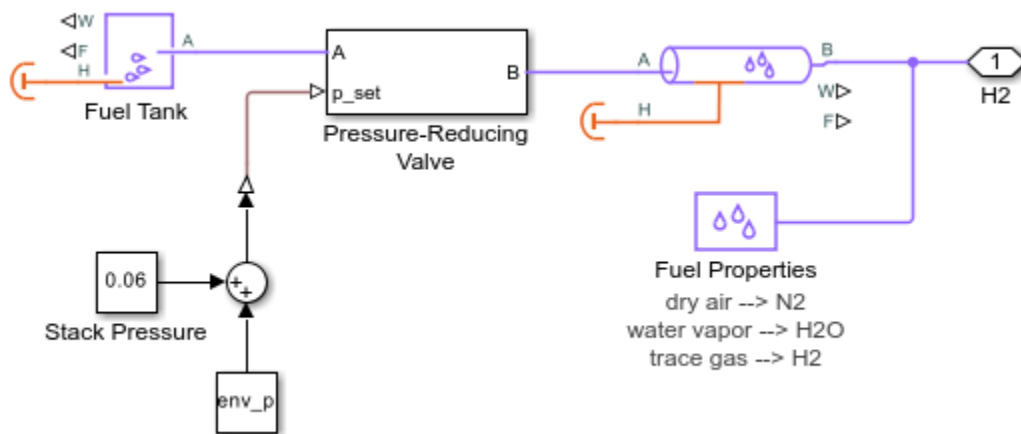 W
F
A
H
Fuel Tank
A
B
p_set
Pressure-Reducing
Valve
A
B
H
W
F
1
H2
0.06
Stack Pressure
+
+
env_p
Fuel Properties
dry air --> N2
water vapor --> H2O
trace gas --> H2